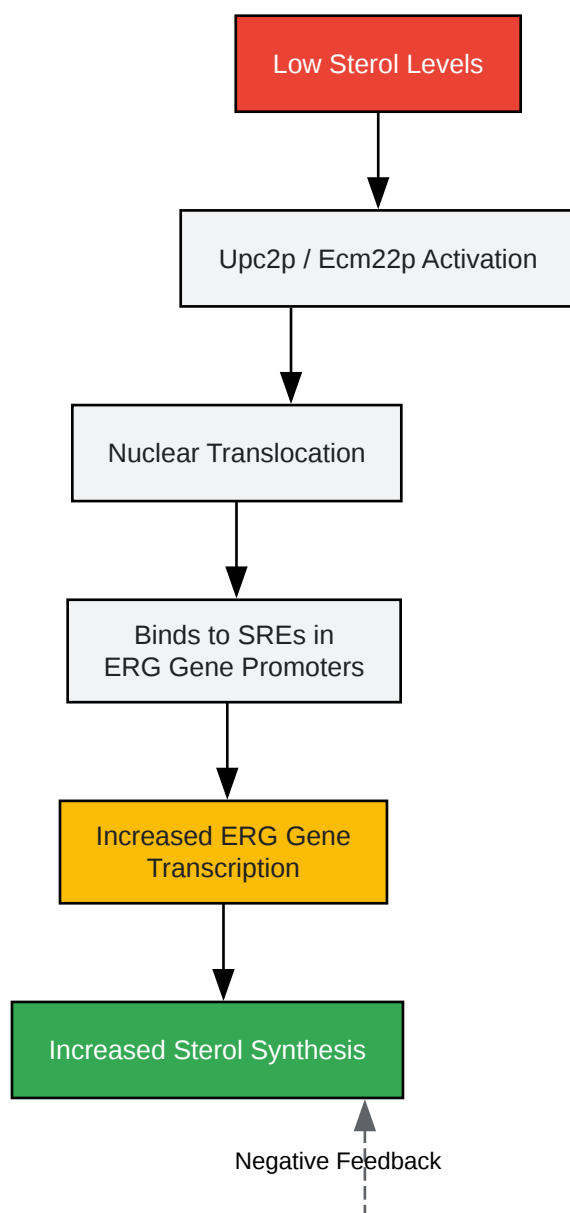 Low Sterol Levels
Upc2p / Ecm22p Activation
Nuclear Translocation
Binds to SREs in
ERG Gene Promoters
Increased ERG Gene
Transcription
Increased Sterol Synthesis
Negative Feedback